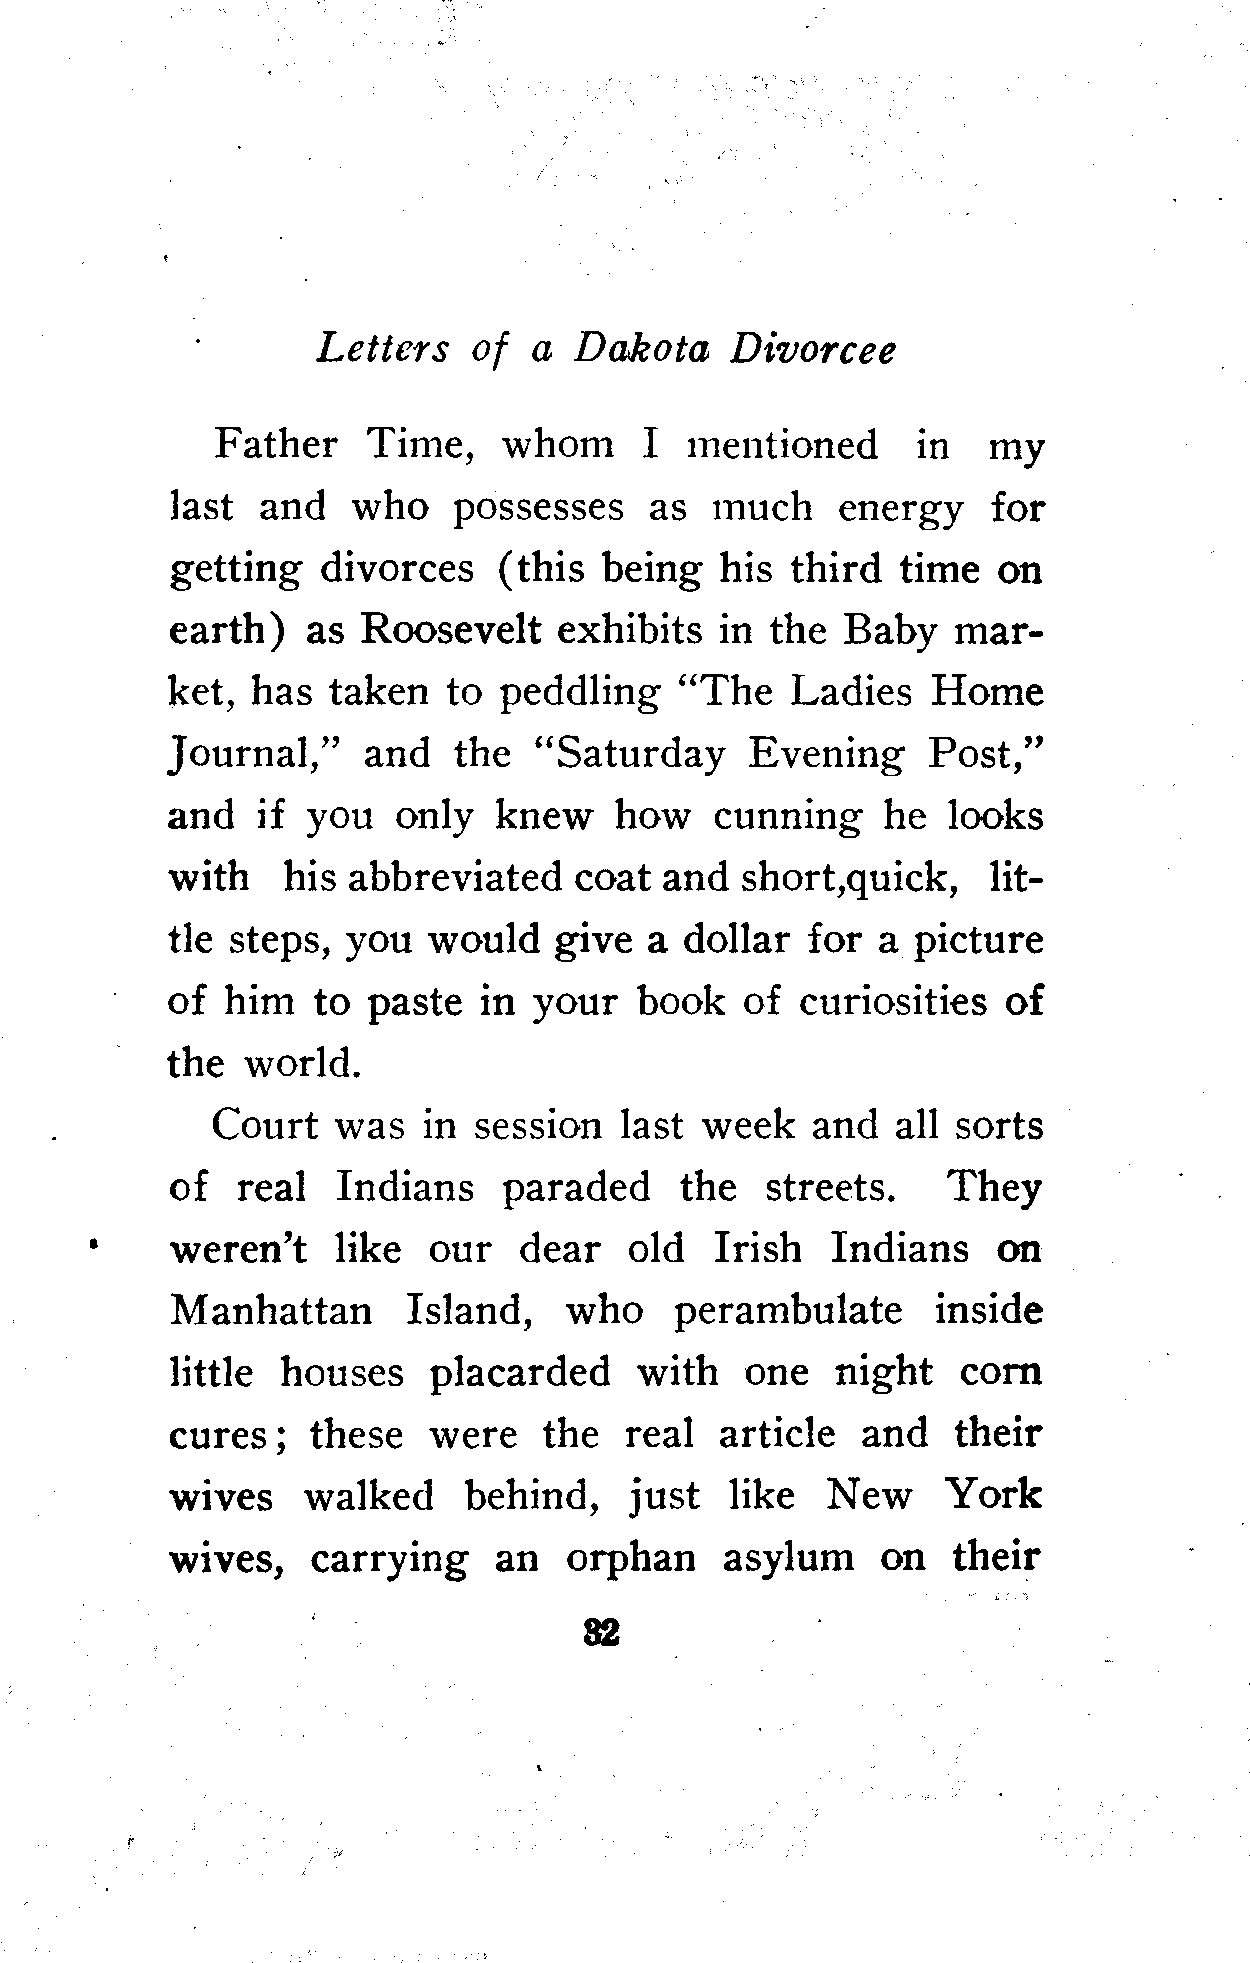 Letters of a Dakota Divorcee
Father Time, whom I mentioned in my
last and who possesses as much energy for
getting divorces (this being his third time on
earth) as Roosevelt exhibits in the Baby mar-
ket, has taken to peddling “The Ladies Home
Journal,” and the “Saturday Evening Post,”
and if you only knew how cunning he looks
with his abbreviated coat and short,quick, lit-
tle steps, you would give a dollar for a picture
of him to paste in your book of curiosities of
the world.
Court was in session last week and all sorts
of real Indians paraded the streets. They
weren't like our dear old Irish Indians on
Manhattan Island, who perambulate inside
little houses placarded with one night corn
cures; these were the real article and their
wives walked behind, just like New York
wives, carrying an orphan asylum on their
32